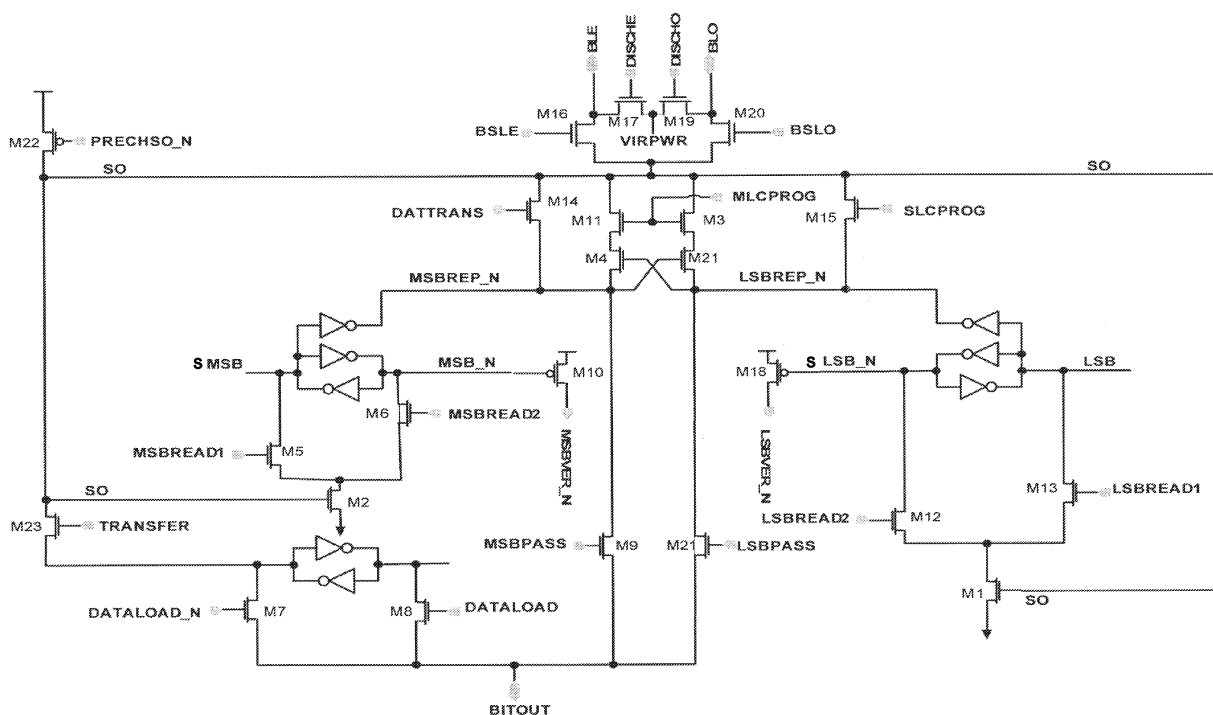 BLE
DISCHE
DISCHO
BLO
M16
M17
M19
M20
BSLE
VIRPWR
BSLO
M22
PRECHSO_N
SO
SO
DATTRANS
M14
M11
MLCPROG
M3
M15
SLCPROG
M4
M21
MSBREP_N
LSBREP_N
S MSB
MSB_N
M10
M18
S LSB_N
LSB
M6
MSBREAD2
MSBREAD1
M5
MSBVER_N
LSBVER_N
M13
LSBREAD1
SO
M2
LSBREAD2
M12
M23
TRANSFER
MSBPASS
M9
M21
LSBPASS
DATALOAD_N
M7
M8
DATALOAD
M1
SO
BITOUT